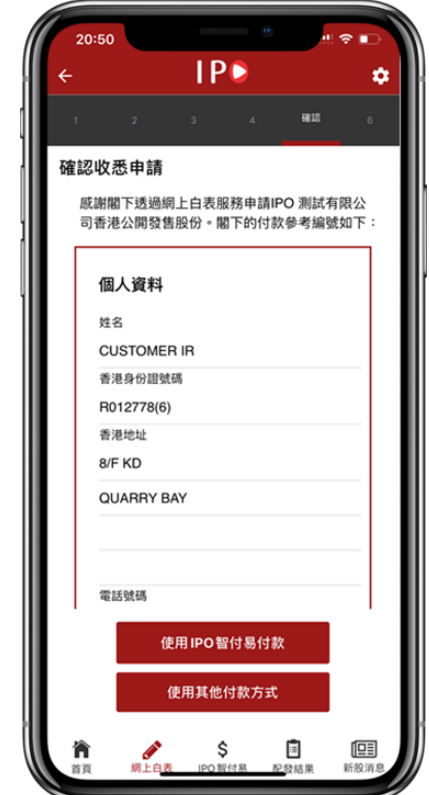 20:50
IPO
1 2 3 4 確認 6
確認收悉申請
感謝閣下透過網上白表服務申請IPO 測試有限公
司香港公開發售股份。閣下的付款參考編號如下：
個人資料
姓名
CUSTOMER IR
香港身份證號碼
R012778(6)
香港地址
8/F KD
QUARRY BAY
電話號碼
使用IPO智付易付款
使用其他付款方式
首頁 網上白表 IPO智付易 配發結果 新股消息